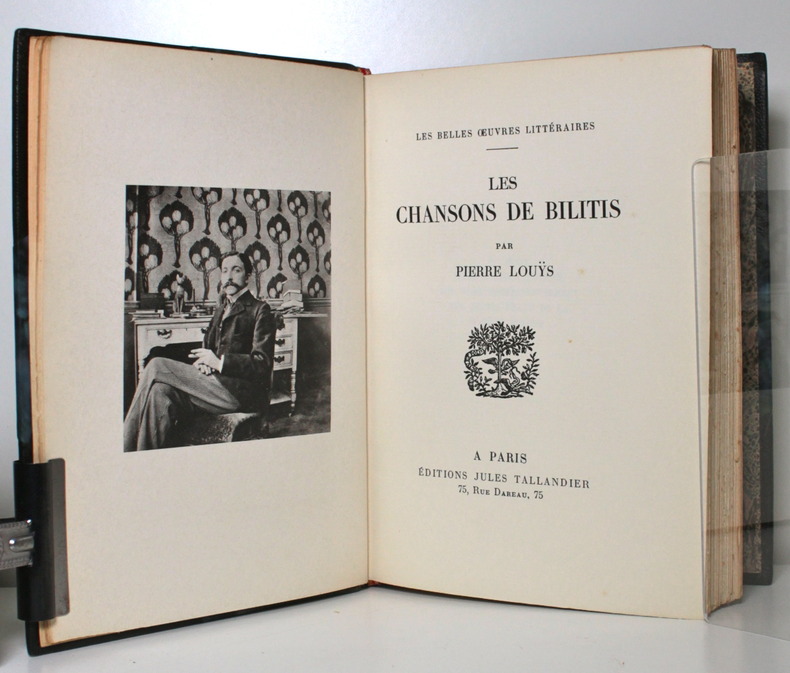 LES BELLES ŒUVRES LITTÉRAIRES
LES
CHANSONS DE BILITIS
PAR
PIERRE LOUŸS
A PARIS
ÉDITIONS JULES TALLANDIER
75, RUE DAREAU, 75